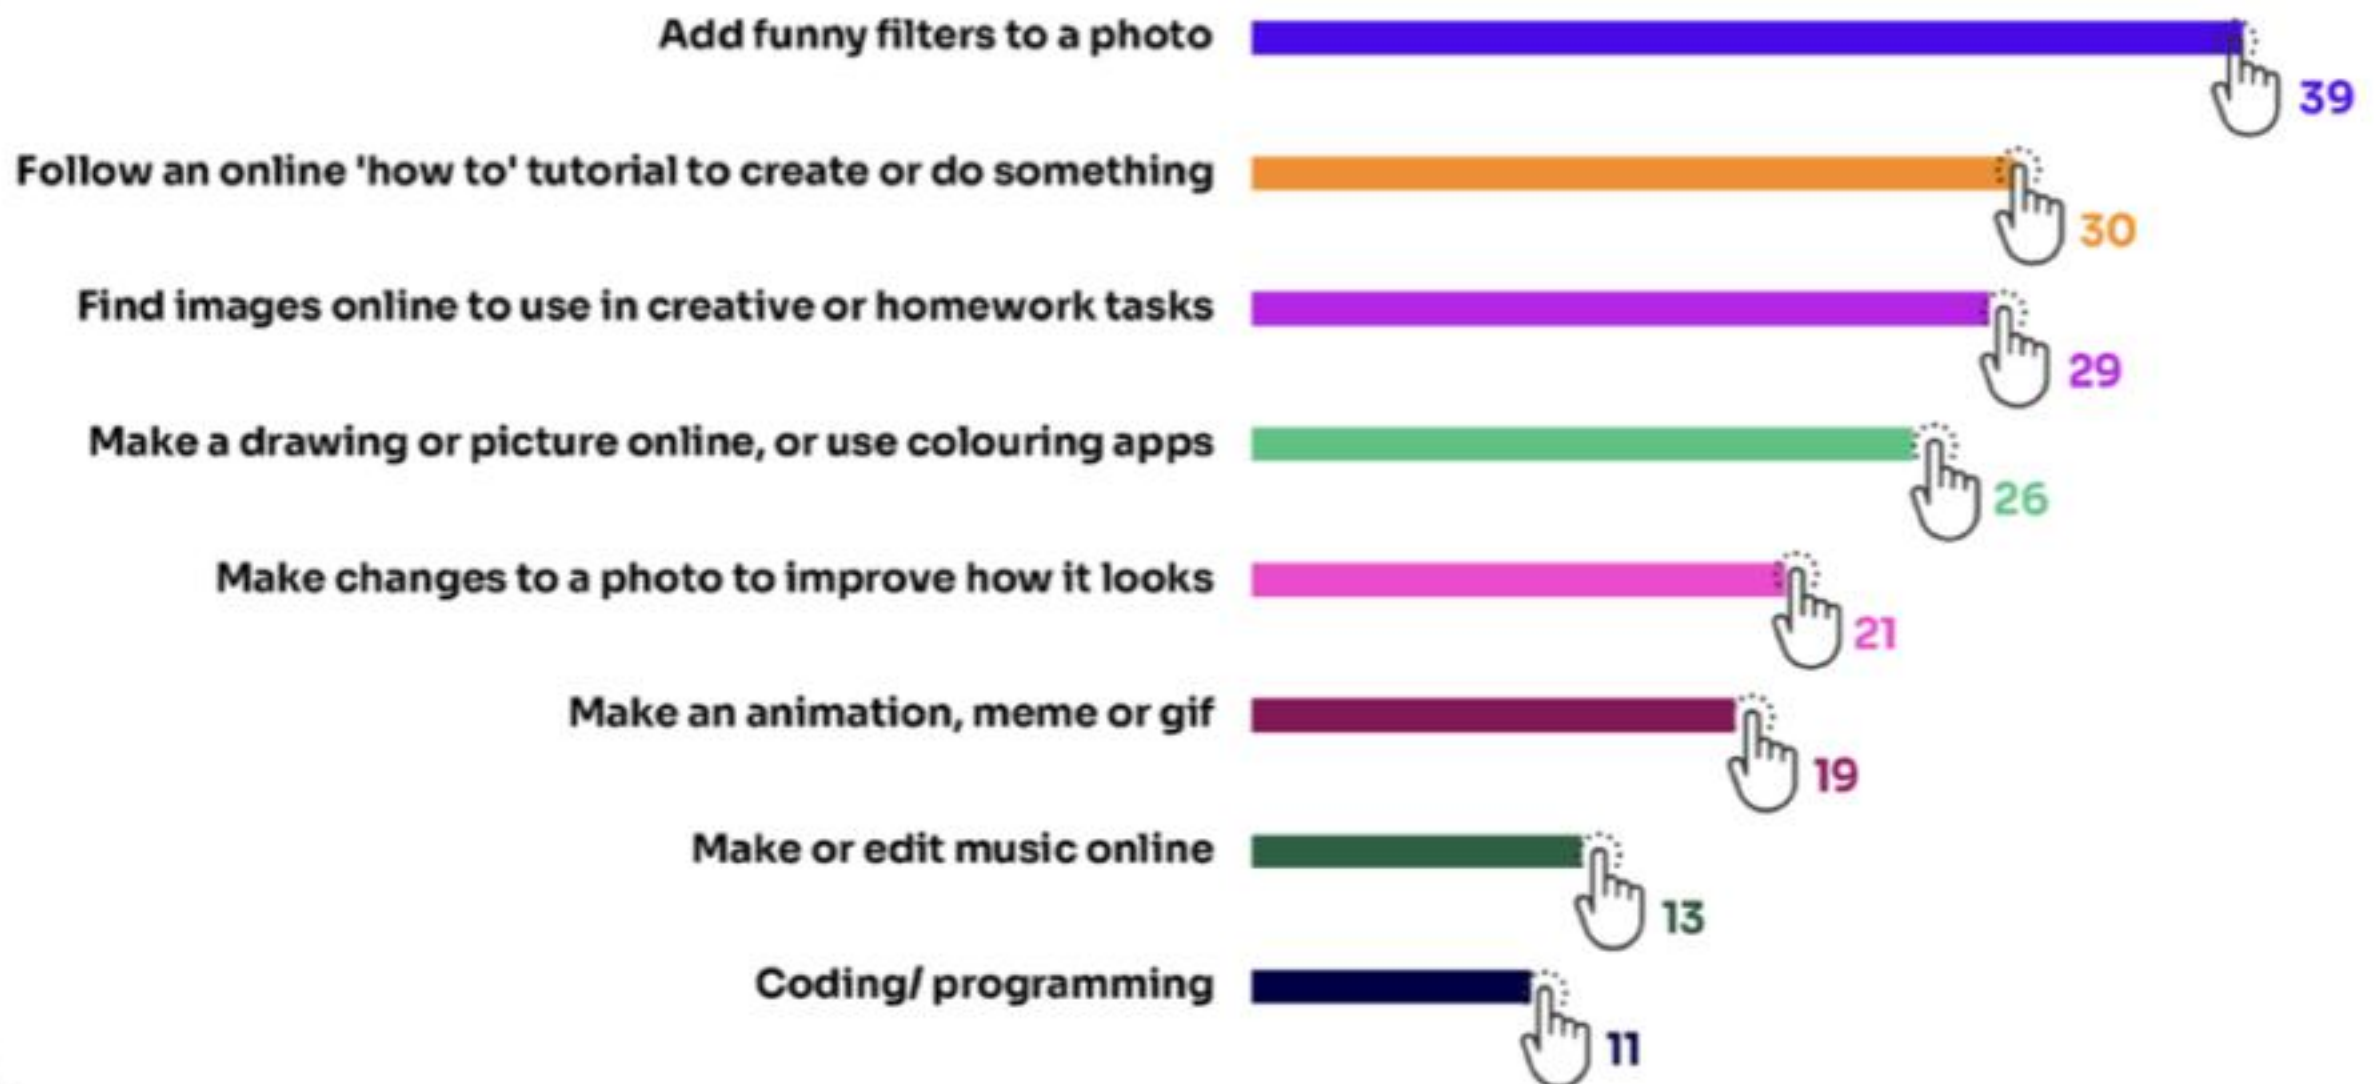 Add funny filters to a photo
39
Follow an online 'how to' tutorial to create or do something
30
Find images online to use in creative or homework tasks
29
Make a drawing or picture online, or use colouring apps
26
Make changes to a photo to improve how it looks
21
Make an animation, meme or gif
19
Make or edit music online
13
Coding/ programming
11